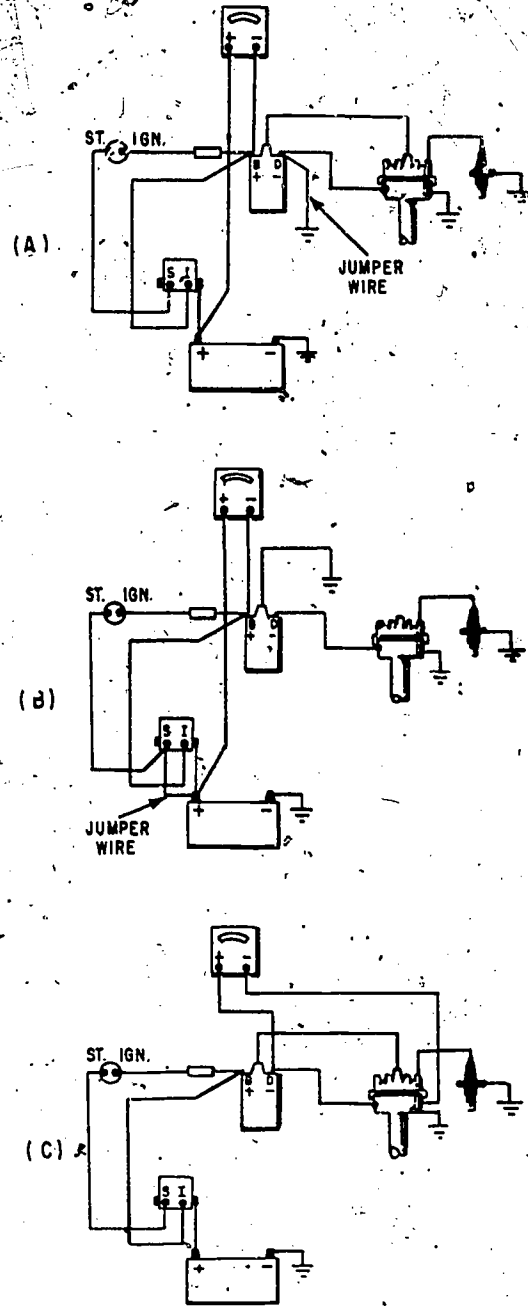 + -
ST. IGN.
B D
+ -
(A)
S I
JUMPER
WIRE
+ -
+ -
ST. IGN.
B D
+ -
(B)
S I
JUMPER
WIRE
+ -
+ -
ST. IGN.
B D
+ -
(C)
S I
+ -